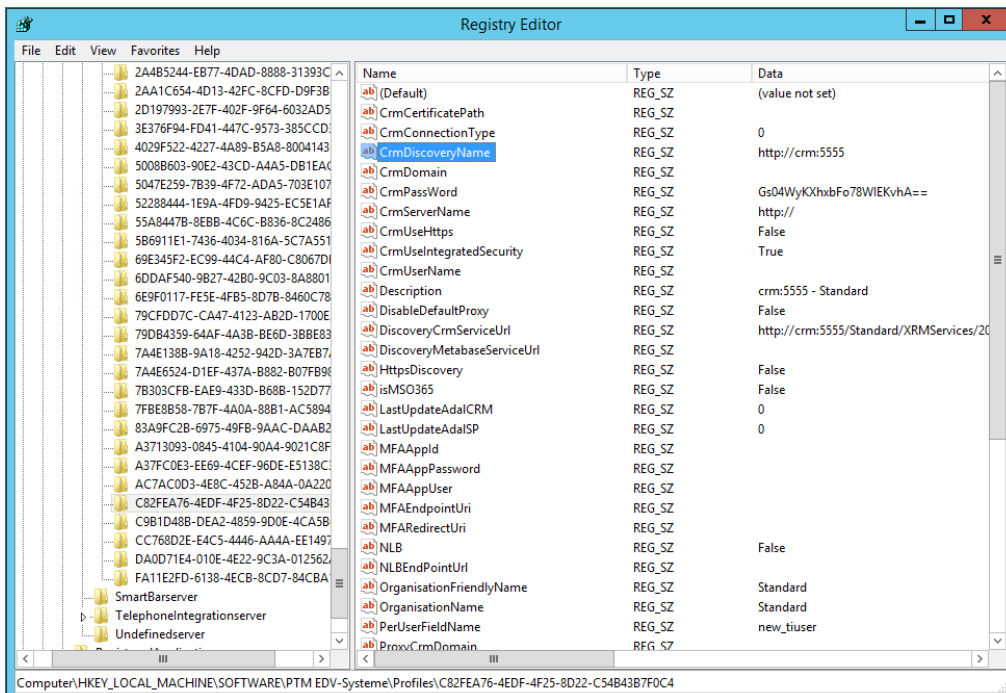 Registry Editor
File Edit View Favorites Help
2A4B5244-EB77-4DAD-8888-31393C
2AA1C654-4D13-42FC-8CFD-D9F3B
2D197993-2E7F-402F-9F64-6032AD5
3E376F94-FD41-447C-9573-385CCD
4029F522-4227-4A89-B5A8-8004143
5008B603-90E2-43CD-A4A5-DB1EA
5047E259-7B39-4F72-ADA5-703E107
52288444-1E9A-4FD9-9425-EC5E1AF
55A8447B-8EBB-4C6C-B836-8C2486
5B6911E1-7436-4034-816A-5C7A551
69E345F2-EC99-44C4-AF80-C8067D
6DDAF540-9B27-42B0-9C03-8A8801
6E9F0117-FE5E-4FB5-8D7B-8460C78
79CFDD7C-CA47-4123-AB2D-1700E
79DB4359-64AF-4A3B-BE6D-3BBE83
7A4E138B-9A18-4252-942D-3A7EB7
7A4E6524-D1EF-437A-B882-B07FB98
7B303CFB-EAE9-433D-B68B-152D77
7FBE8B58-7B7F-4A0A-88B1-AC5894
83A9FC2B-6975-49FB-9AAC-DAAB2
A3713093-0845-4104-90A4-9021C8F
A37FC0E3-EE69-4CEF-96DE-E5138C
AC7AC0D3-4E8C-452B-A84A-0A220
C82FEA76-4EDF-4F25-8D22-C54B43
C9B1D48B-DEA2-4859-9D0E-4CA5B
CC768D2E-E4C5-4446-AA4A-EE1497
DA0D71E4-010E-4E22-9C3A-012562
FA11E2FD-6138-4ECB-8CD7-84CBA
SmartBarserver
TelephoneIntegrationserver
Undefinedserver
Name Type Data
(Default) REG_SZ (value not set)
CrmCertificatePath REG_SZ
CrmConnectionType REG_SZ 0
CrmDiscoveryName REG_SZ http://crm:5555
CrmDomain REG_SZ
CrmPassWord REG_SZ Gs04WyKXhxbFo78WlEKvhA==
CrmServerName REG_SZ http://
CrmUseHttps REG_SZ False
CrmUseIntegratedSecurity REG_SZ True
CrmUserName REG_SZ
Description REG_SZ crm:5555 - Standard
DisableDefaultProxy REG_SZ False
DiscoveryCrmServiceUrl REG_SZ http://crm:5555/Standard/XRMServices/20
DiscoveryMetabaseServiceUrl REG_SZ
HttpsDiscovery REG_SZ False
isMSO365 REG_SZ False
LastUpdateAdalCRM REG_SZ 0
LastUpdateAdalSP REG_SZ 0
MFAAppId REG_SZ
MFAAppPassword REG_SZ
MFAAppUser REG_SZ
MFAEndpointUri REG_SZ
MFARedirectUri REG_SZ
NLB REG_SZ False
NLBEndPointUrl REG_SZ
OrganisationFriendlyName REG_SZ Standard
OrganisationName REG_SZ Standard
PerUserFieldName REG_SZ new_tiuser
ProxyCrmDomain REG_SZ
Computer\HKEY_LOCAL_MACHINE\SOFTWARE\PTM EDV-Systeme\Profiles\C82FEA76-4EDF-4F25-8D22-C54B43B7F0C4